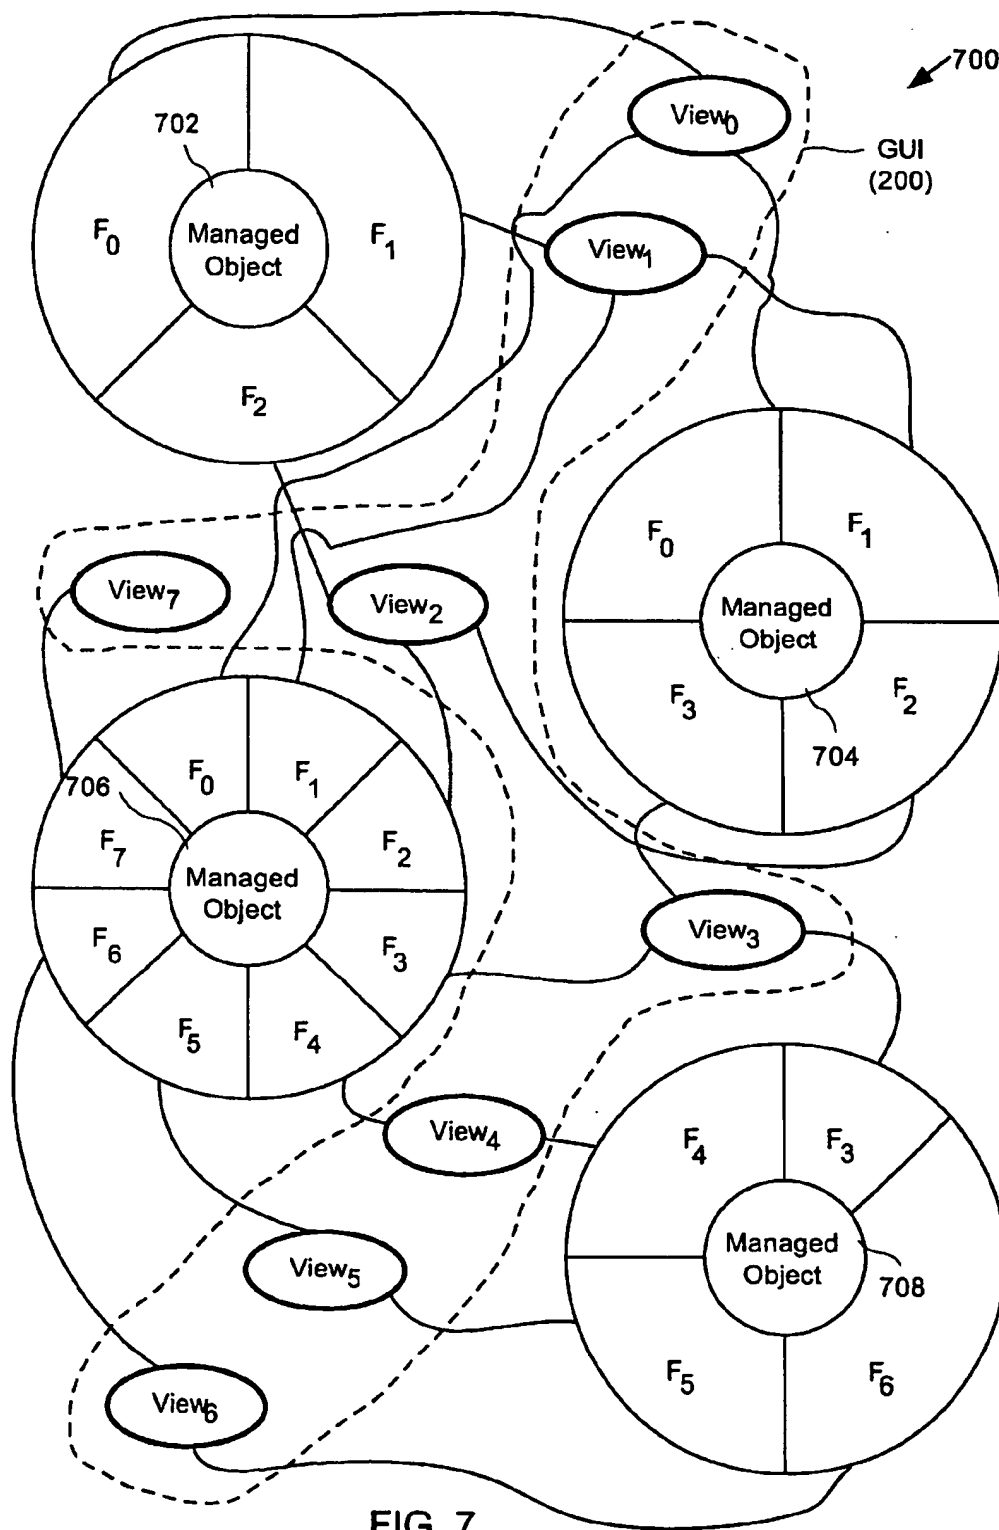 700
View0
GUI
(200)
702
F0
Managed
Object
F1
F2
View1
View7
View2
F0
F1
Managed
Object
F3
F2
704
706
F0
F1
F7
F2
Managed
Object
F6
F3
F5
F4
View3
View4
F4
F3
Managed
Object
708
F5
F6
View5
View6
FIG. 7